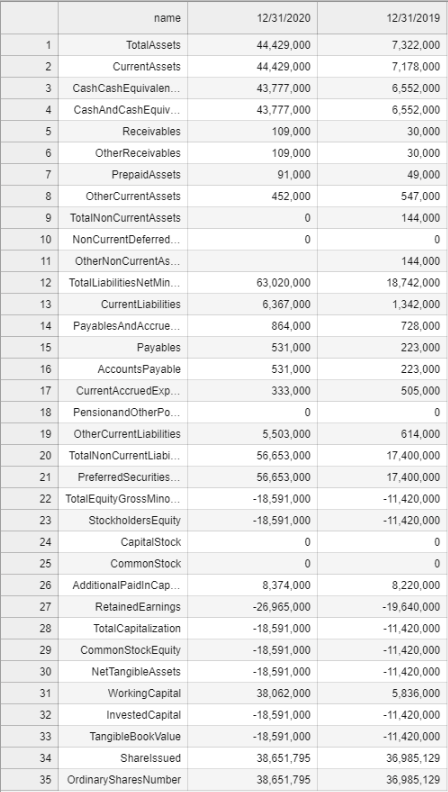 name 12/31/2020 12/31/2019
1 TotalAssets 44,429,000 7,322,000
2 CurrentAssets 44,429,000 7,178,000
3 CashCashEquivalen... 43,777,000 6,552,000
4 CashAndCashEquiv... 43,777,000 6,552,000
5 Receivables 109,000 30,000
6 OtherReceivables 109,000 30,000
7 PrepaidAssets 91,000 49,000
8 OtherCurrentAssets 452,000 547,000
9 TotalNonCurrentAssets 0 144,000
10 NonCurrentDeferred... 0 0
11 OtherNonCurrentAs... 144,000
12 TotalLiabilitiesNetMin... 63,020,000 18,742,000
13 CurrentLiabilities 6,367,000 1,342,000
14 PayablesAndAccrue... 864,000 728,000
15 Payables 531,000 223,000
16 AccountsPayable 531,000 223,000
17 CurrentAccruedExp... 333,000 505,000
18 PensionandOtherPo... 0 0
19 OtherCurrentLiabilities 5,503,000 614,000
20 TotalNonCurrentLiabi... 56,653,000 17,400,000
21 PreferredSecurities... 56,653,000 17,400,000
22 TotalEquityGrossMino... -18,591,000 -11,420,000
23 StockholdersEquity -18,591,000 -11,420,000
24 CapitalStock 0 0
25 CommonStock 0 0
26 AdditionalPaidInCap... 8,374,000 8,220,000
27 RetainedEarnings -26,965,000 -19,640,000
28 TotalCapitalization -18,591,000 -11,420,000
29 CommonStockEquity -18,591,000 -11,420,000
30 NetTangibleAssets -18,591,000 -11,420,000
31 WorkingCapital 38,062,000 5,836,000
32 InvestedCapital -18,591,000 -11,420,000
33 TangibleBookValue -18,591,000 -11,420,000
34 ShareIssued 38,651,795 36,985,129
35 OrdinarySharesNumber 38,651,795 36,985,129